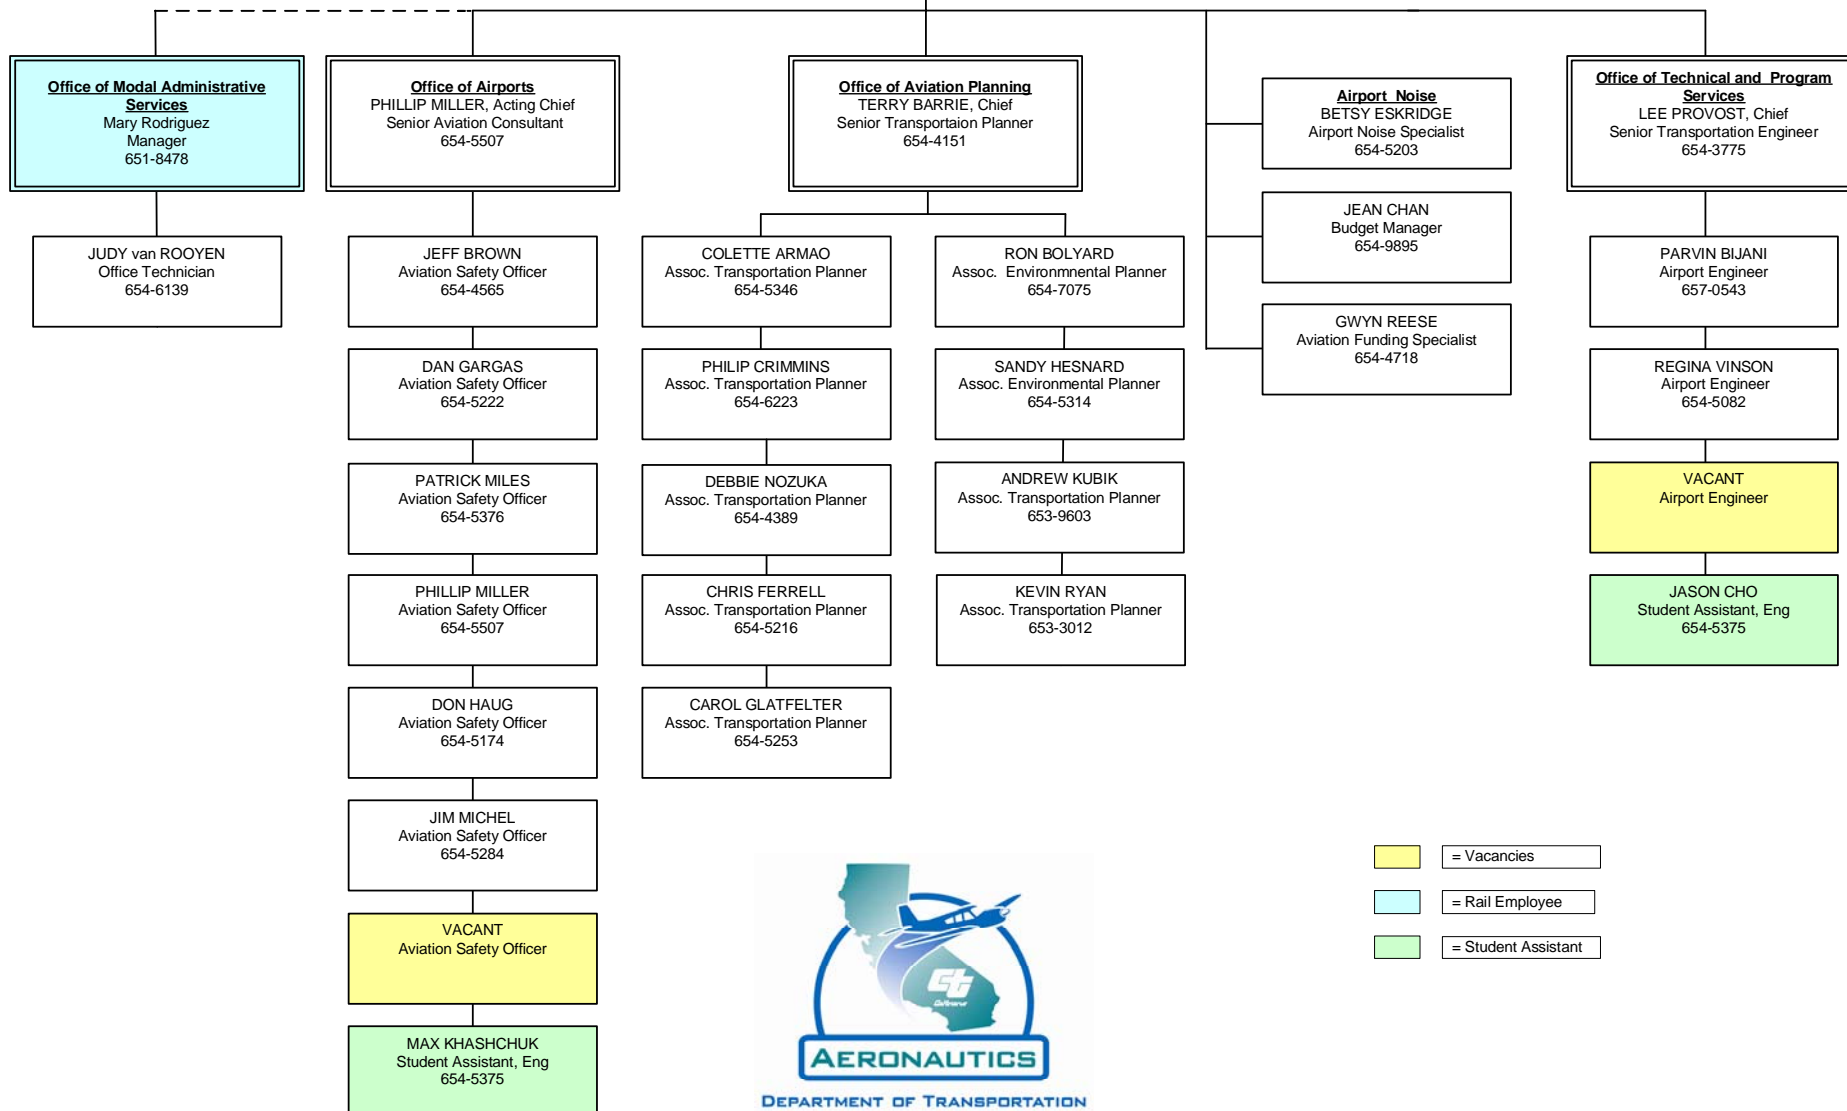 Office of Modal Administrative
Services
Mary Rodriguez
Manager
651-8478
JUDY van ROOYEN
Office Technician
654-6139
Office of Airports
PHILLIP MILLER, Acting Chief
Senior Aviation Consultant
654-5507
JEFF BROWN
Aviation Safety Officer
654-4565
DAN GARGAS
Aviation Safety Officer
654-5222
PATRICK MILES
Aviation Safety Officer
654-5376
PHILLIP MILLER
Aviation Safety Officer
654-5507
DON HAUG
Aviation Safety Officer
654-5174
JIM MICHEL
Aviation Safety Officer
654-5284
VACANT
Aviation Safety Officer
MAX KHASHCHUK
Student Assistant, Eng
654-5375
Office of Aviation Planning
TERRY BARRIE, Chief
Senior Transportaion Planner
654-4151
COLETTE ARMAO
Assoc. Transportation Planner
654-5346
PHILIP CRIMMINS
Assoc. Transportation Planner
654-6223
DEBBIE NOZUKA
Assoc. Transportation Planner
654-4389
CHRIS FERRELL
Assoc. Transportation Planner
654-5216
CAROL GLATFELTER
Assoc. Transportation Planner
654-5253
RON BOLYARD
Assoc. Environmnental Planner
654-7075
SANDY HESNARD
Assoc. Environmental Planner
654-5314
ANDREW KUBIK
Assoc. Transportation Planner
653-9603
KEVIN RYAN
Assoc. Transportation Planner
653-3012
Airport Noise
BETSY ESKRIDGE
Airport Noise Specialist
654-5203
JEAN CHAN
Budget Manager
654-9895
GWYN REESE
Aviation Funding Specialist
654-4718
Office of Technical and Program
Services
LEE PROVOST, Chief
Senior Transportation Engineer
654-3775
PARVIN BIJANI
Airport Engineer
657-0543
REGINA VINSON
Airport Engineer
654-5082
VACANT
Airport Engineer
JASON CHO
Student Assistant, Eng
654-5375
= Vacancies
= Rail Employee
= Student Assistant
ct
Caltrans
AERONAUTICS
DEPARTMENT OF TRANSPORTATION